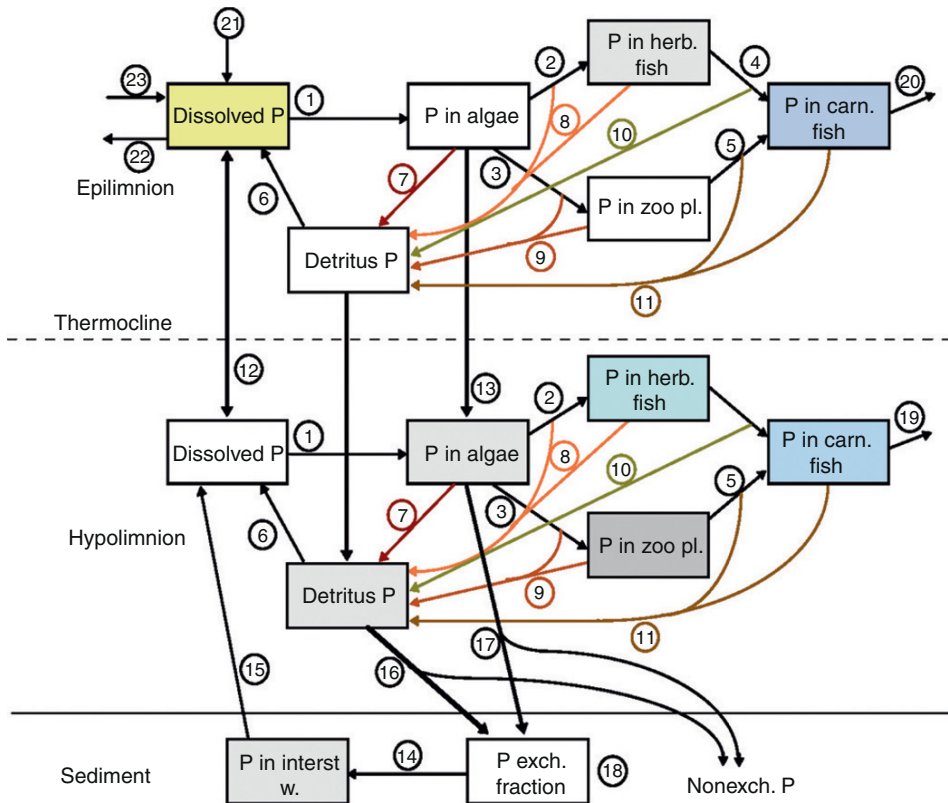 21
23
22
Dissolved P
1
P in algae
2
P in herb.
fish
4
20
P in carn.
fish
8
10
5
3
7
Epilimnion
6
P in zoo pl.
Detritus P
9
11
Thermocline
12
13
P in herb.
fish
2
19
1
Dissolved P
P in algae
8
10
P in carn.
fish
5
3
7
Hypolimnion
6
P in zoo pl.
Detritus P
9
11
17
16
15
Sediment
P in interst
w.
14
P exch.
fraction
18
Nonexch. P